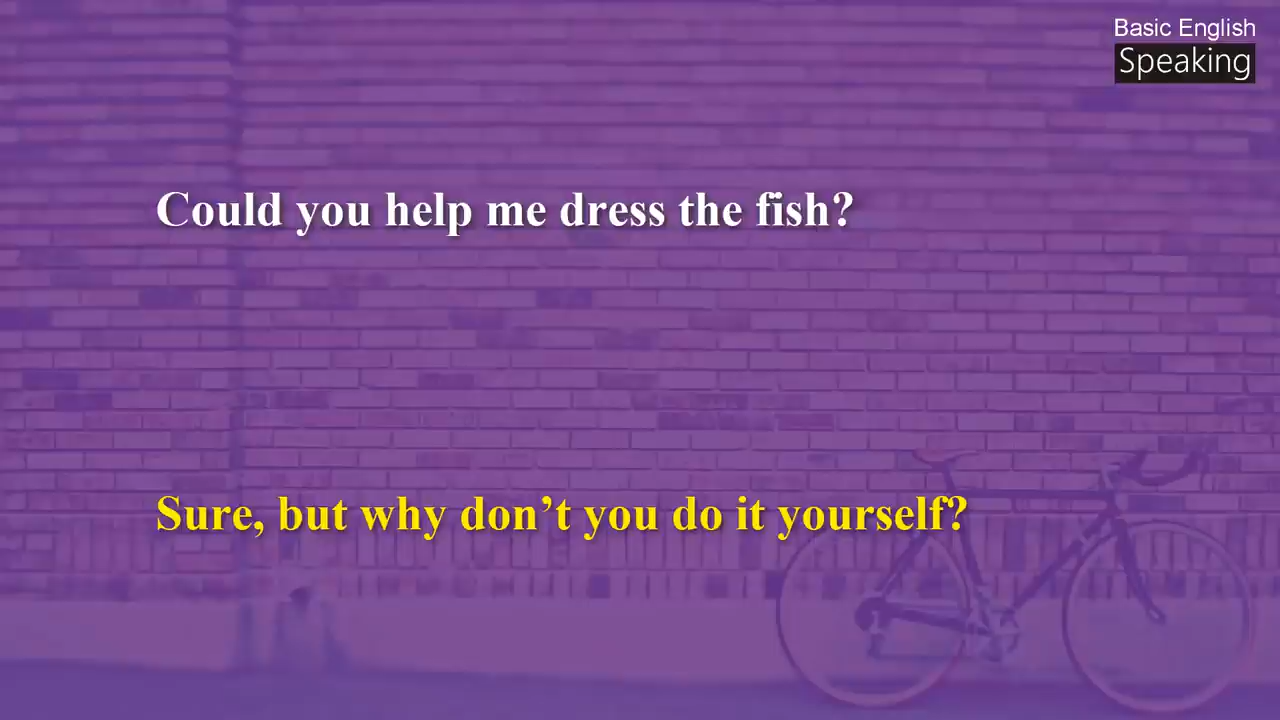 Basic English
Speaking
Could you help me dress the fish?
Sure, but why don’t you do it yourself?